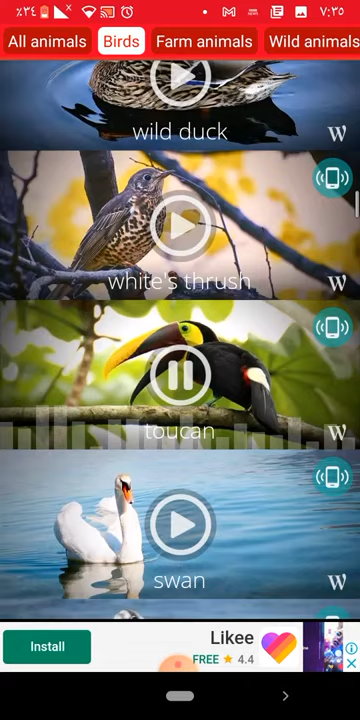 ٪٣٤ ٧:٣٥
All animals Birds Farm animals Wild animals
wild duck W
white's thrush W
toucan W
swan W
Install Likee
FREE ★ 4.4